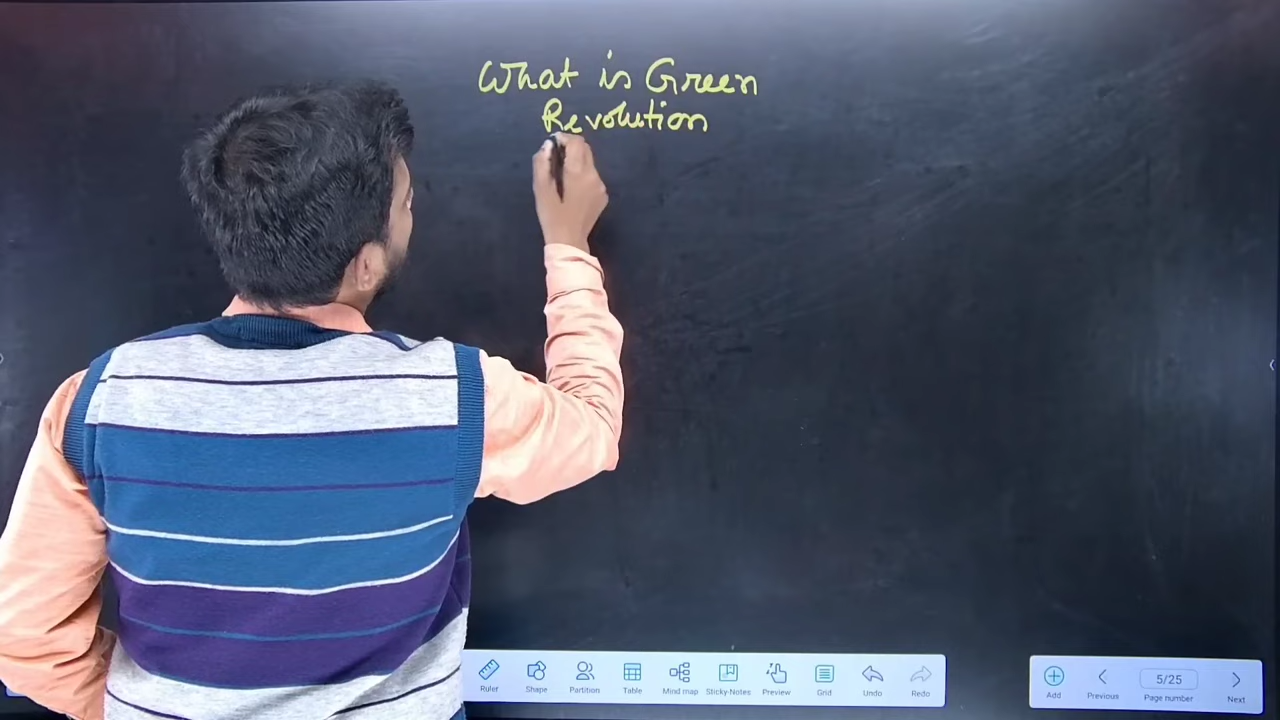 What is Green
Revolution
Ruler
Shape
Partition
Table
Mind map
Sticky-Notes
Preview
Grid
Undo
Redo
Add
Previous
5/25
Page number
Next